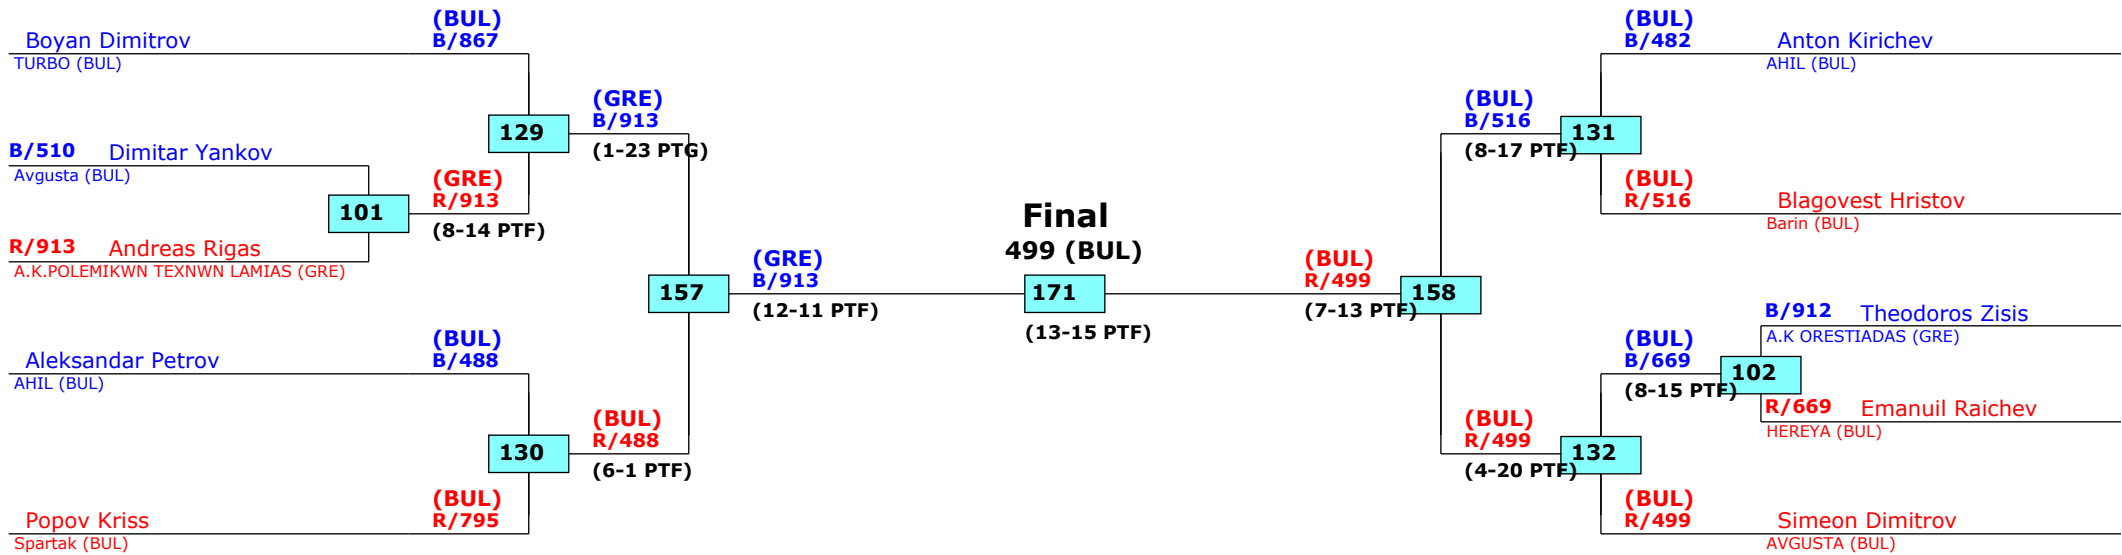 (BUL)
B/867
Boyan Dimitrov
TURBO (BUL)
129
(GRE)
B/913
(1-23 PTG)
B/510 Dimitar Yankov
Avgusta (BUL)
101
(GRE)
R/913
(8-14 PTF)
R/913 Andreas Rigas
A.K.POLEMIKWN TEXNWN LAMIAS (GRE)
157
(GRE)
B/913
(12-11 PTF)
(BUL)
B/488
Aleksandar Petrov
AHIL (BUL)
130
(BUL)
R/488
(6-1 PTF)
(BUL)
R/795
Popov Kriss
Spartak (BUL)
Final
499 (BUL)
171
(13-15 PTF)
(BUL)
R/499
(7-13 PTF)
158
(BUL)
B/516
(8-17 PTF)
131
(BUL)
B/482
Anton Kirichev
AHIL (BUL)
(BUL)
R/516
Blagovest Hristov
Barin (BUL)
B/912 Theodoros Zisis
A.K ORESTIADAS (GRE)
(BUL)
B/669
(8-15 PTF)
102
R/669 Emanuil Raichev
HEREYA (BUL)
(BUL)
R/499
(4-20 PTF)
132
(BUL)
R/499
Simeon Dimitrov
AVGUSTA (BUL)